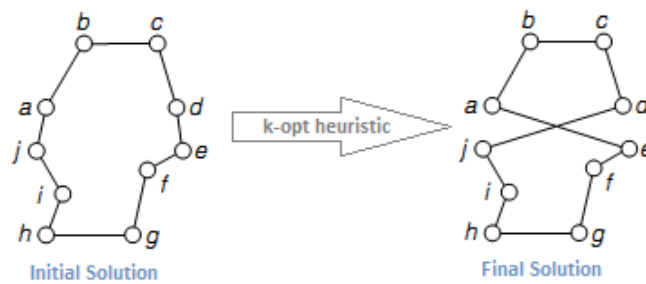 b c b c
a d a d
k-opt heuristic
j e j e
i f i f
h g h g
Initial Solution Final Solution